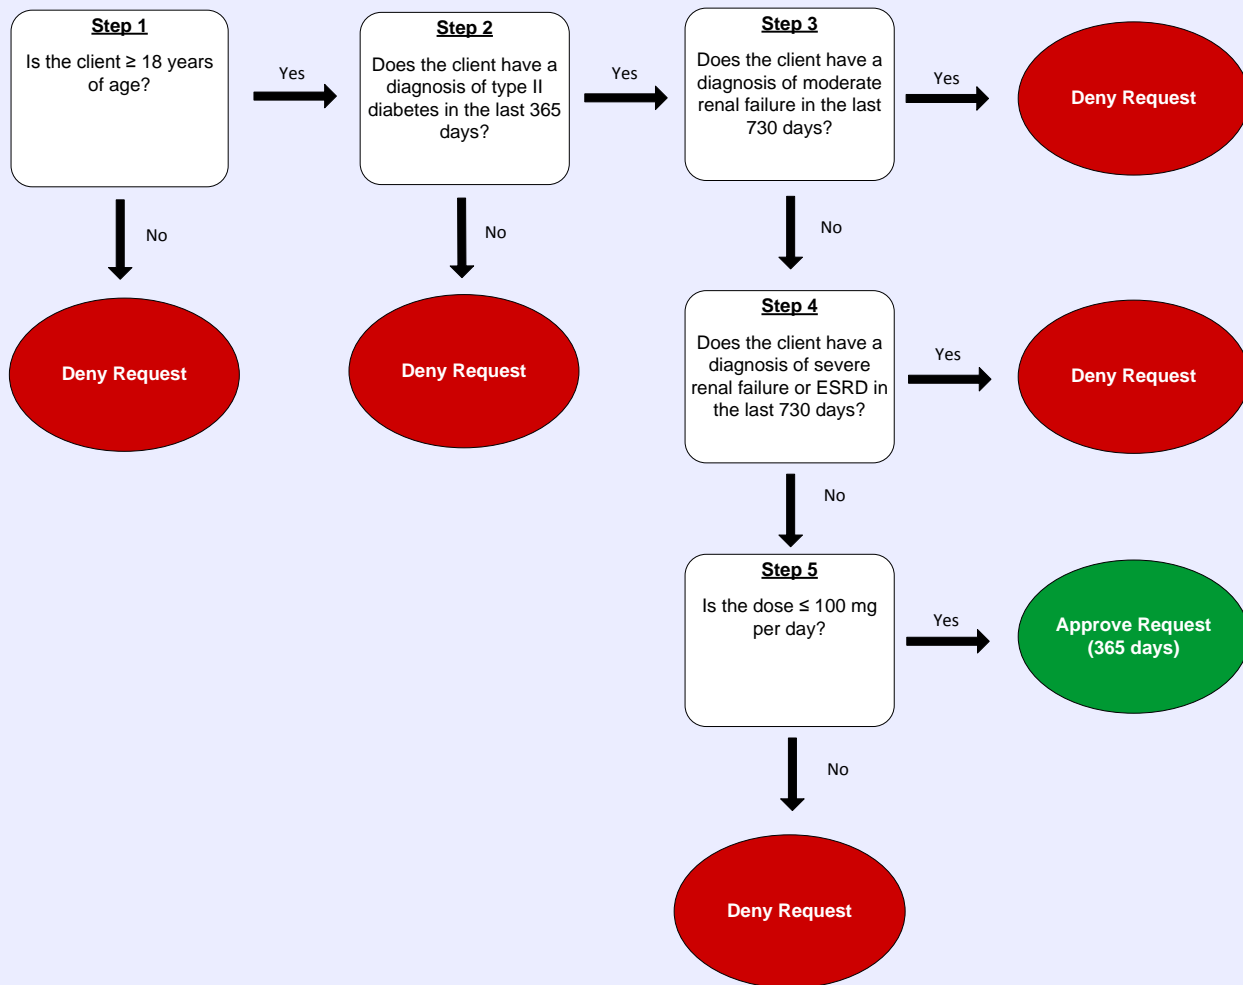 Step 1
Is the client ≥ 18 years
of age?
Yes
Step 2
Does the client have a
diagnosis of type II
diabetes in the last 365
days?
Yes
Step 3
Does the client have a
diagnosis of moderate
renal failure in the last
730 days?
Yes
Deny Request
No
Deny Request
No
Deny Request
No
Step 4
Does the client have a
diagnosis of severe
renal failure or ESRD in
the last 730 days?
Yes
Deny Request
No
Step 5
Is the dose ≤ 100 mg
per day?
Yes
Approve Request
(365 days)
No
Deny Request